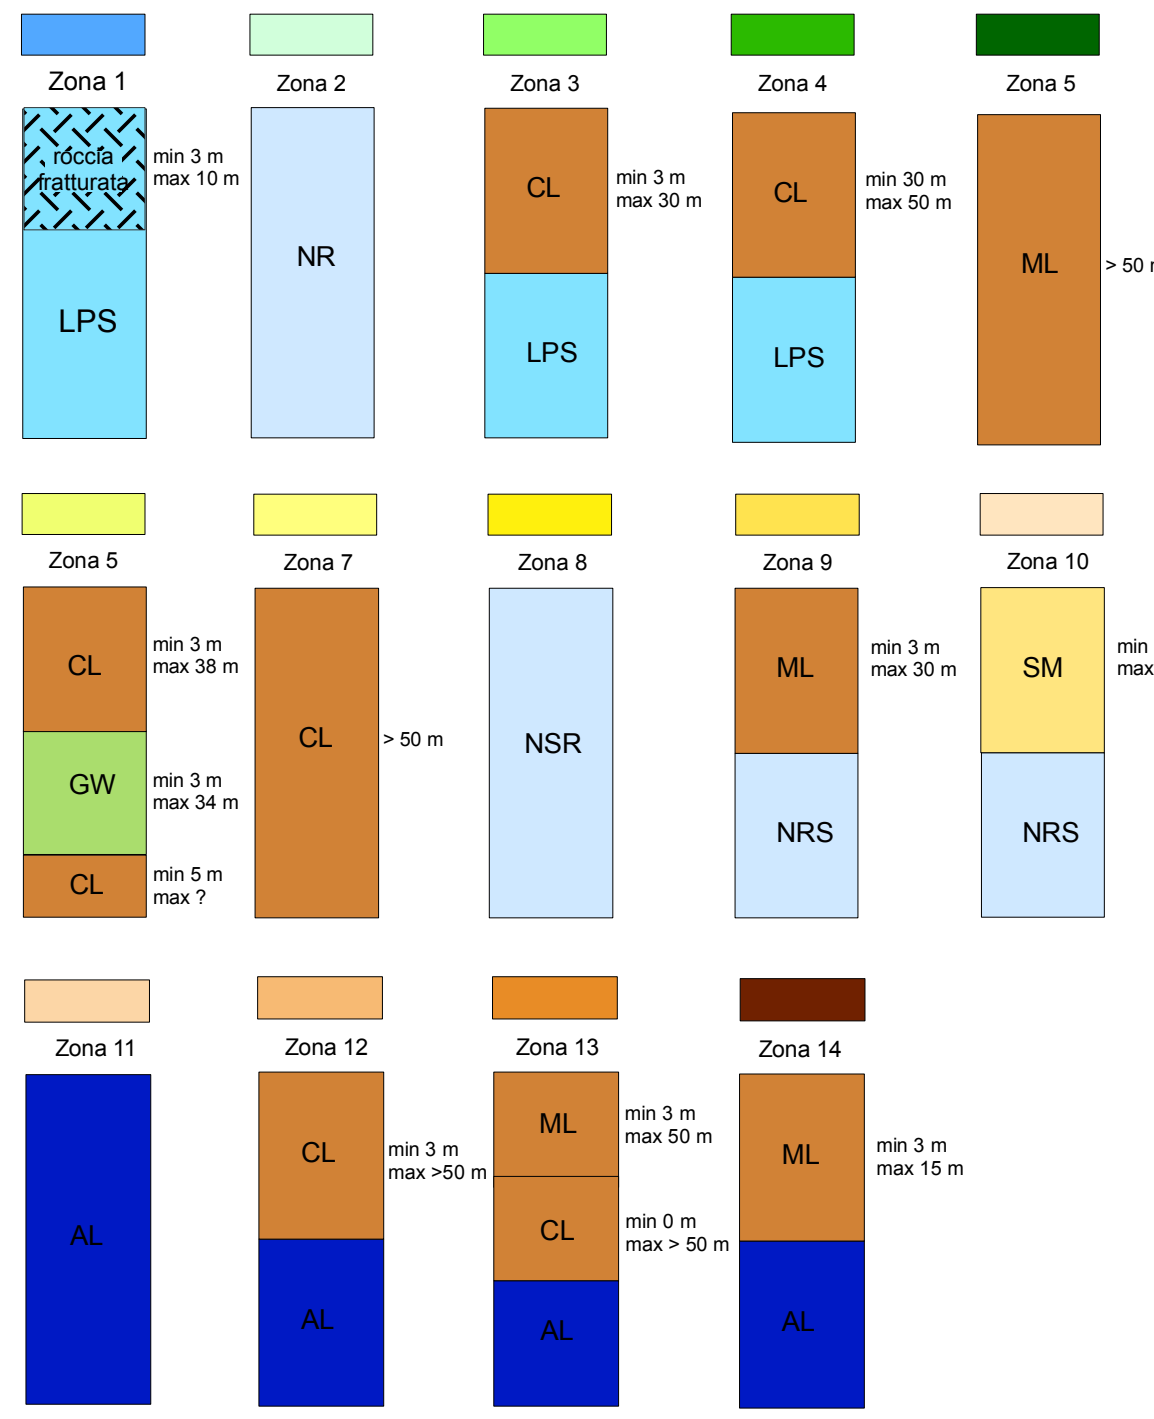 Zona 1
Zona 2
Zona 3
Zona 4
Zona 5
roccia
fratturata
LPS
min 3 m
max 10 m
NR
CL
LPS
min 3 m
max 30 m
CL
LPS
min 30 m
max 50 m
ML
> 50
Zona 5
Zona 7
Zona 8
Zona 9
Zona 10
CL
min 3 m
max 38 m
GW
min 3 m
max 34 m
CL
min 5 m
max ?
CL
> 50 m
NSR
ML
NRS
min 3 m
max 30 m
SM
NRS
min
max
Zona 11
Zona 12
Zona 13
Zona 14
AL
CL
AL
min 3 m
max >50 m
ML
min 3 m
max 50 m
CL
min 0 m
max > 50 m
AL
ML
AL
min 3 m
max 15 m